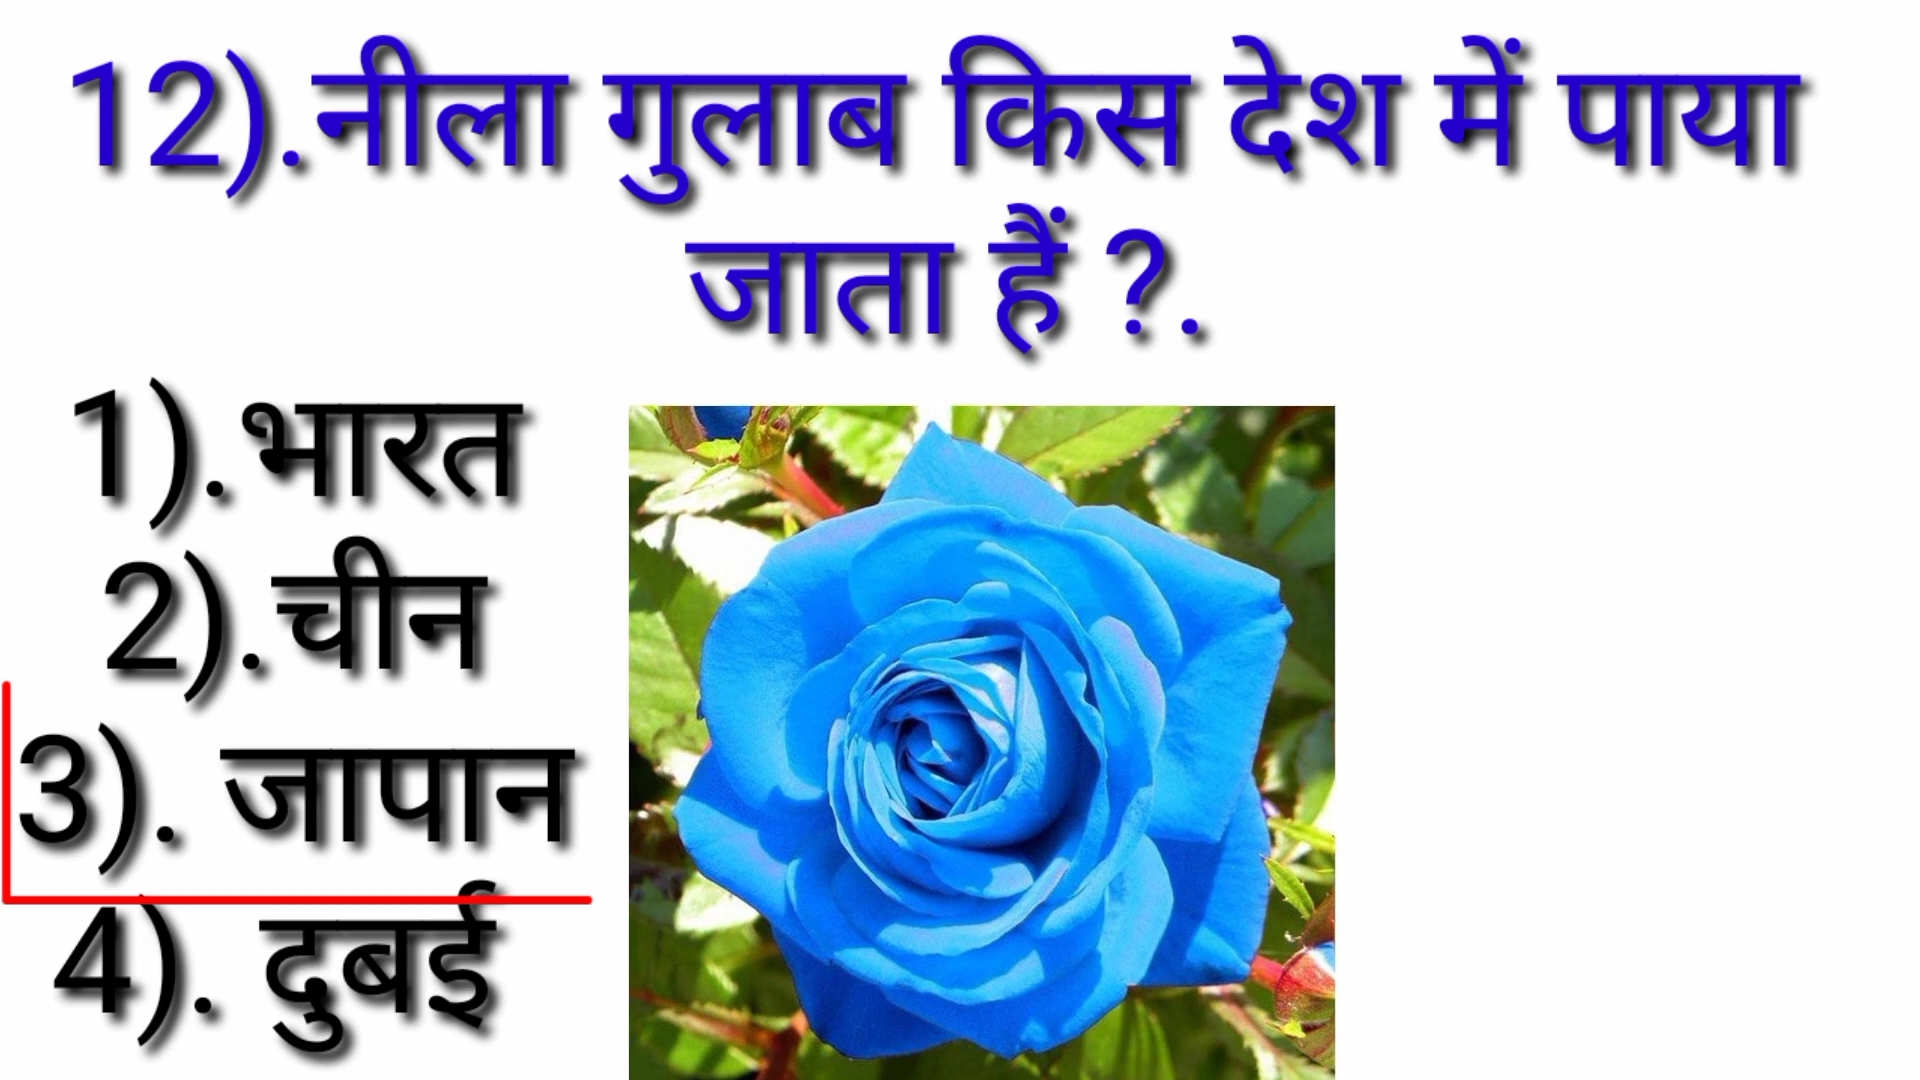 12).नीला गुलाब किस देश में पाया
जाता हैं ?.
1).भारत
2).चीन
3). जापान
4). दुबई